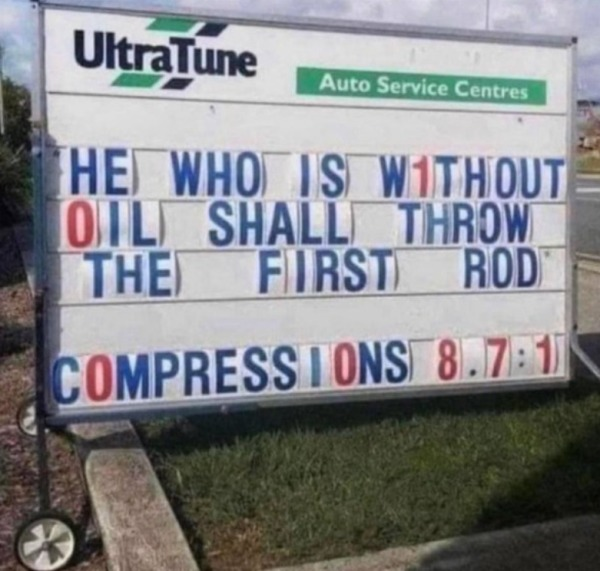 UltraTune
Auto Service Centres
HE WHO IS W1THOUT
OIL SHALL THROW
THE FIRST ROD
COMPRESSIONS 8.7:1